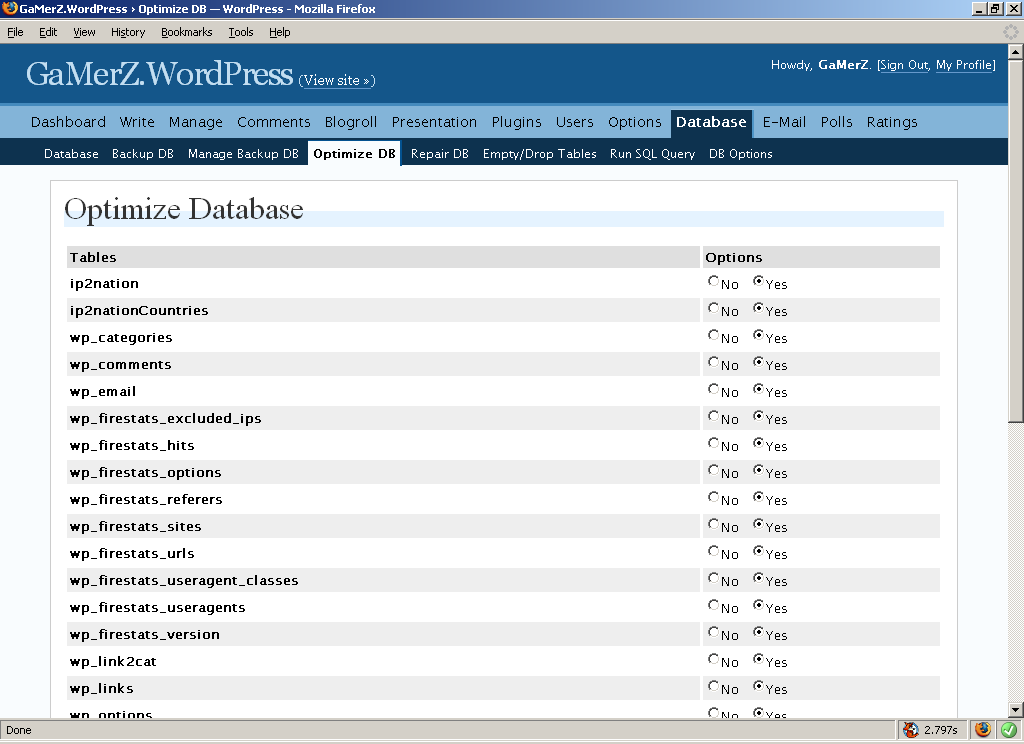 GaMerZ.WordPress › Optimize DB — WordPress - Mozilla Firefox
File Edit View History Bookmarks Tools Help
GaMerZ.WordPress (View site »)
Howdy, GaMerZ. [Sign Out, My Profile]
Dashboard Write Manage Comments Blogroll Presentation Plugins Users Options Database E-Mail Polls Ratings
Database Backup DB Manage Backup DB Optimize DB Repair DB Empty/Drop Tables Run SQL Query DB Options
Optimize Database
Tables Options
ip2nation No Yes
ip2nationCountries No Yes
wp_categories No Yes
wp_comments No Yes
wp_email No Yes
wp_firestats_excluded_ips No Yes
wp_firestats_hits No Yes
wp_firestats_options No Yes
wp_firestats_referers No Yes
wp_firestats_sites No Yes
wp_firestats_urls No Yes
wp_firestats_useragent_classes No Yes
wp_firestats_useragents No Yes
wp_firestats_version No Yes
wp_link2cat No Yes
wp_links No Yes
wp_options No Yes
Done 2.797s